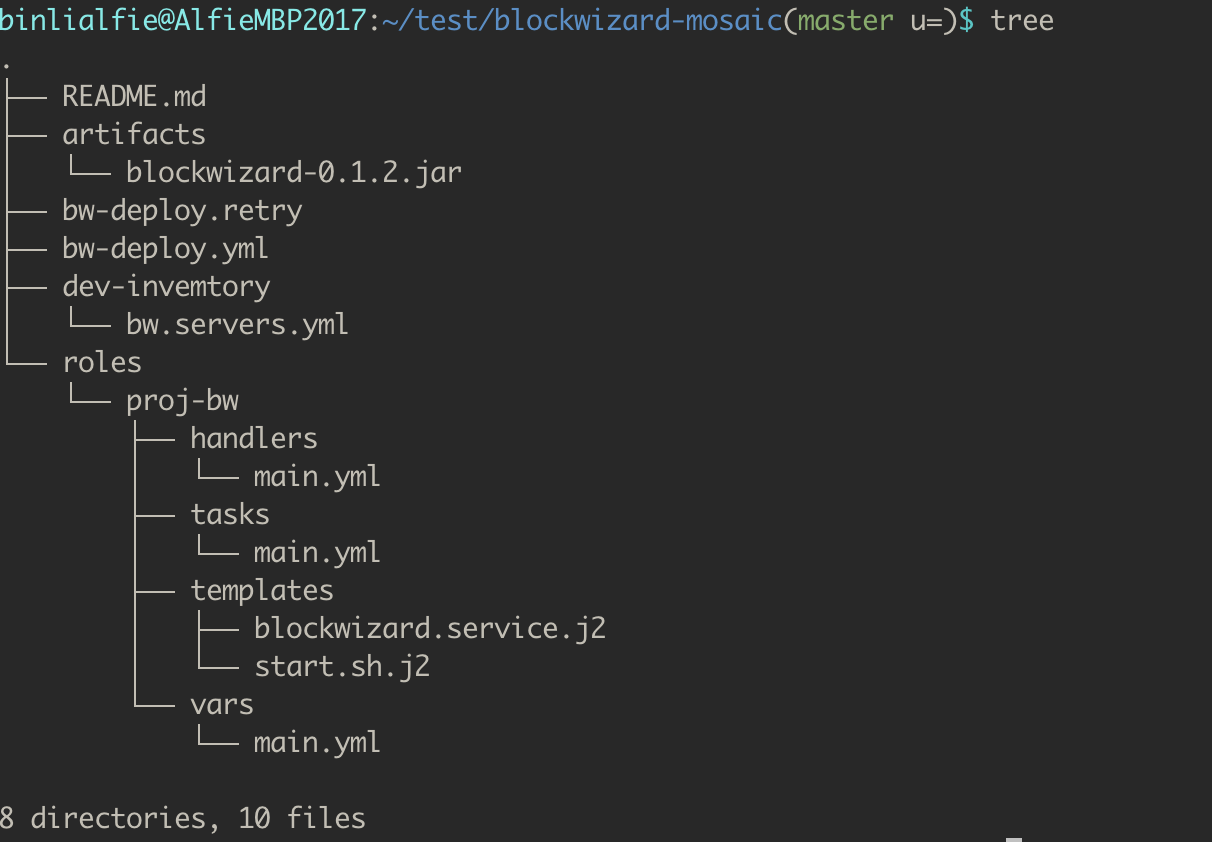 binlialfie@AlfieMBP2017:~/test/blockwizard-mosaic(master u=)$ tree
.
├── README.md
├── artifacts
│   └── blockwizard-0.1.2.jar
├── bw-deploy.retry
├── bw-deploy.yml
├── dev-invemtory
│   └── bw.servers.yml
└── roles
    └── proj-bw
        ├── handlers
        │   └── main.yml
        ├── tasks
        │   └── main.yml
        ├── templates
        │   ├── blockwizard.service.j2
        │   └── start.sh.j2
        └── vars
            └── main.yml

8 directories, 10 files